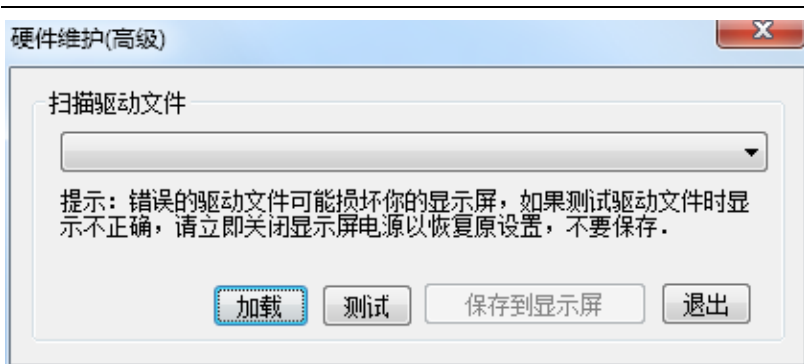 硬件维护(高级)
扫描驱动文件
提示：错误的驱动文件可能损坏你的显示屏，如果测试驱动文件时显
示不正确，请立即关闭显示屏电源以恢复原设置，不要保存.
加载 测试 保存到显示屏 退出